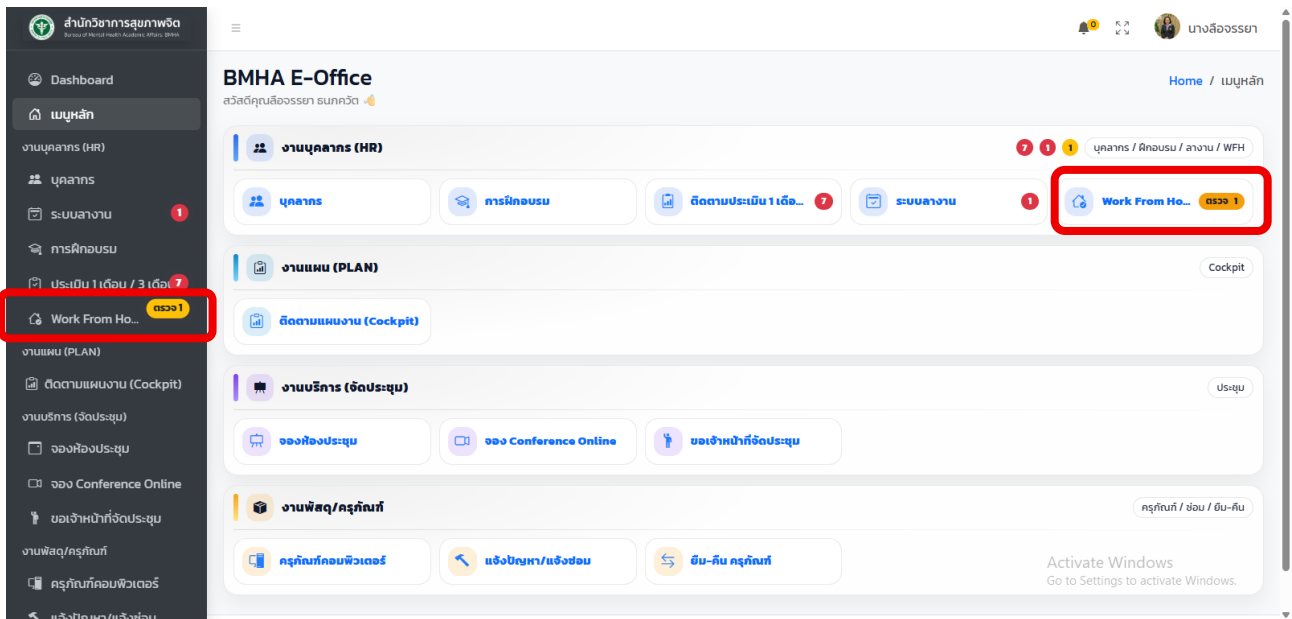 สำนักวิชาการสุขภาพจิต
Bureau of Mental Health Academic Affairs, BMHA
0
นางลือจรรยา
Dashboard
เมนูหลัก
งานบุคลากร (HR)
บุคลากร
ระบบลางาน
1
การฝึกอบรม
ประเมิน 1 เดือน / 3 เดือ
7
Work From Ho...
ตรวจ 1
งานแผน (PLAN)
ติดตามแผนงาน (Cockpit)
งานบริการ (จัดประชุม)
จองห้องประชุม
จอง Conference Online
ขอเจ้าหน้าที่จัดประชุม
งานพัสดุ/ครุภัณฑ์
ครุภัณฑ์คอมพิวเตอร์
แจ้งปัญหา/แจ้งซ่อม
BMHA E-Office
Home / เมนูหลัก
สวัสดีคุณลือจรรยา ธนภควัต
งานบุคลากร (HR)
7 1 1 บุคลากร / ฝึกอบรม / ลางาน / WFH
บุคลากร
การฝึกอบรม
ติดตามประเมิน 1 เดือ... 7
ระบบลางาน 1
Work From Ho... ตรวจ 1
งานแผน (PLAN)
Cockpit
ติดตามแผนงาน (Cockpit)
งานบริการ (จัดประชุม)
ประชุม
จองห้องประชุม
จอง Conference Online
ขอเจ้าหน้าที่จัดประชุม
งานพัสดุ/ครุภัณฑ์
ครุภัณฑ์ / ซ่อม / ยืม-คืน
ครุภัณฑ์คอมพิวเตอร์
แจ้งปัญหา/แจ้งซ่อม
ยืม-คืน ครุภัณฑ์
Activate Windows
Go to Settings to activate Windows.